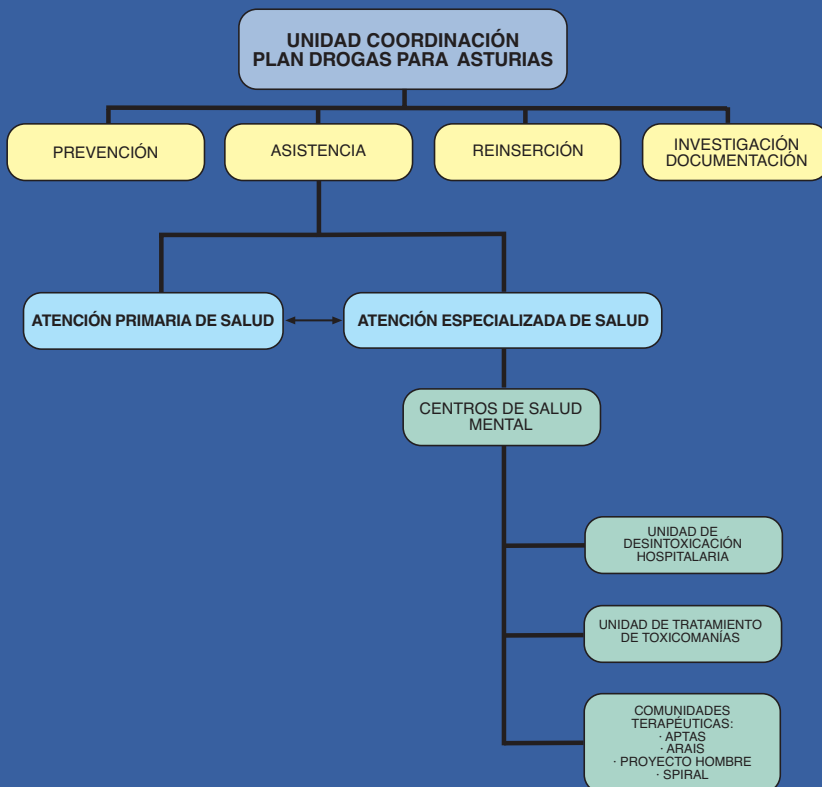 UNIDAD COORDINACIÓN
PLAN DROGAS PARA ASTURIAS
PREVENCIÓN
ASISTENCIA
REINSERCIÓN
INVESTIGACIÓN
DOCUMENTACIÓN
ATENCIÓN PRIMARIA DE SALUD
ATENCIÓN ESPECIALIZADA DE SALUD
CENTROS DE SALUD
MENTAL
UNIDAD DE
DESINTOXICACIÓN
HOSPITALARIA
UNIDAD DE TRATAMIENTO
DE TOXICOMANÍAS
COMUNIDADES
TERAPÉUTICAS:
· APTAS
· ARAIS
· PROYECTO HOMBRE
· SPIRAL